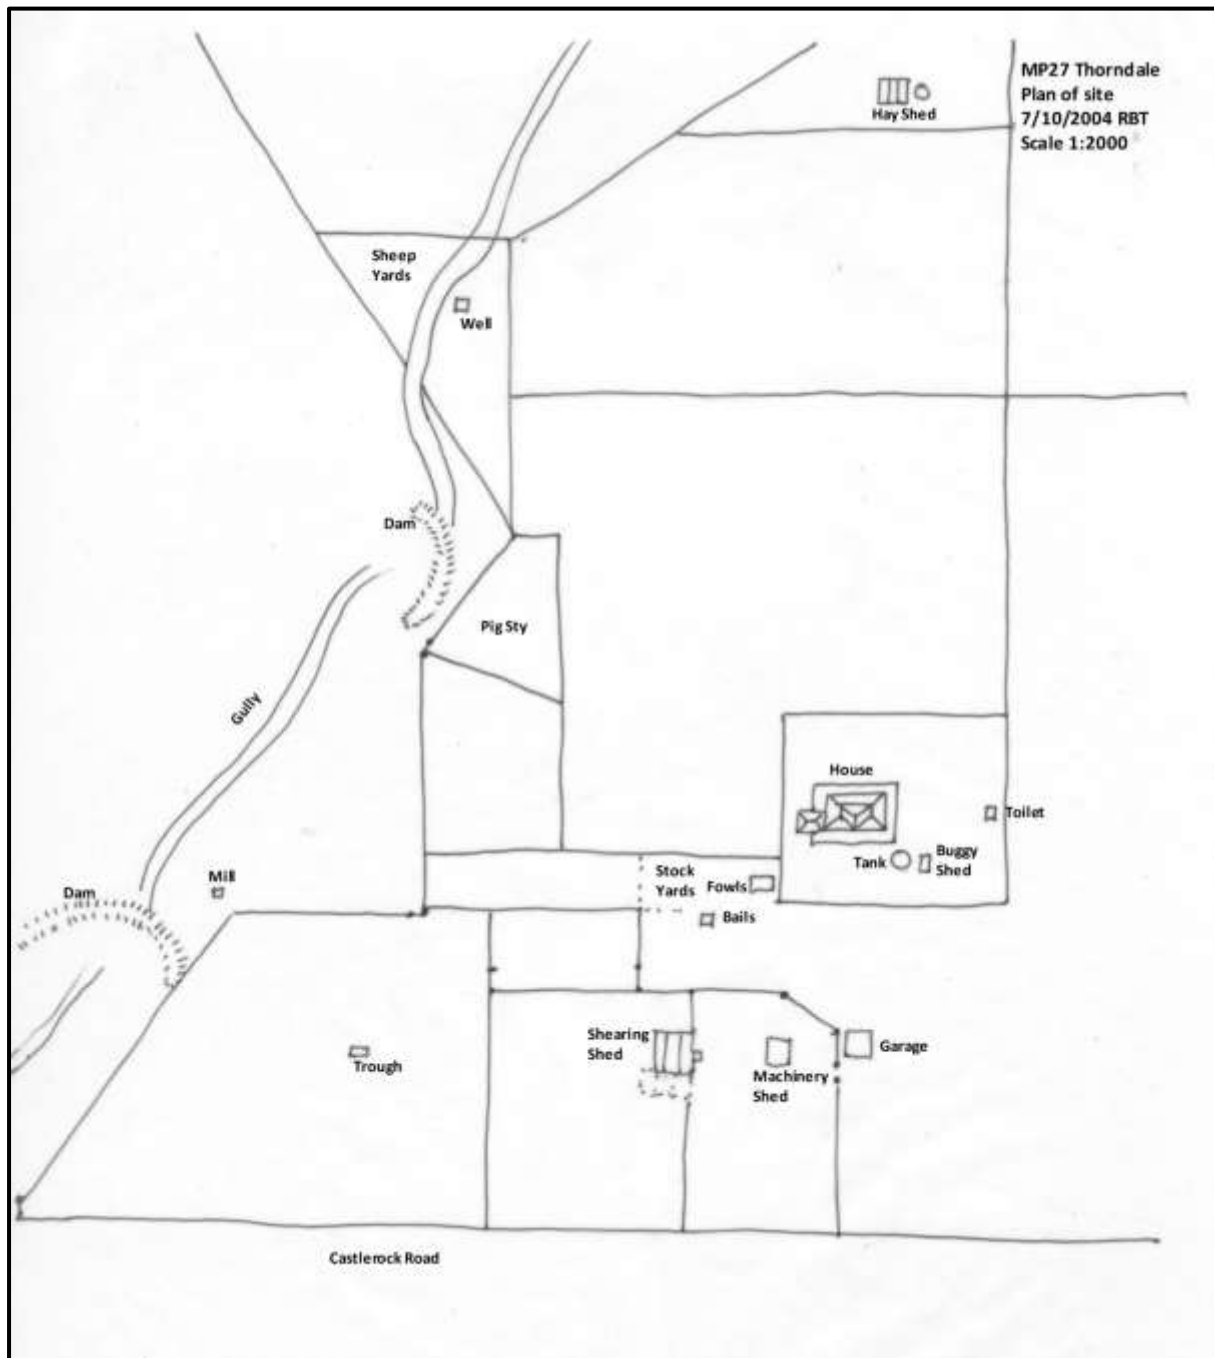 MP27 Thorndale
Plan of site
7/10/2004 RBT
Scale 1:2000
Hay Shed
Sheep
Yards
Well
Dam
Pig Sty
Gully
House
Toilet
Tank
Buggy
Shed
Stock
Yards
Fowls
Bails
Mill
Dam
Shearing
Shed
Garage
Machinery
Shed
Trough
Castlerock Road